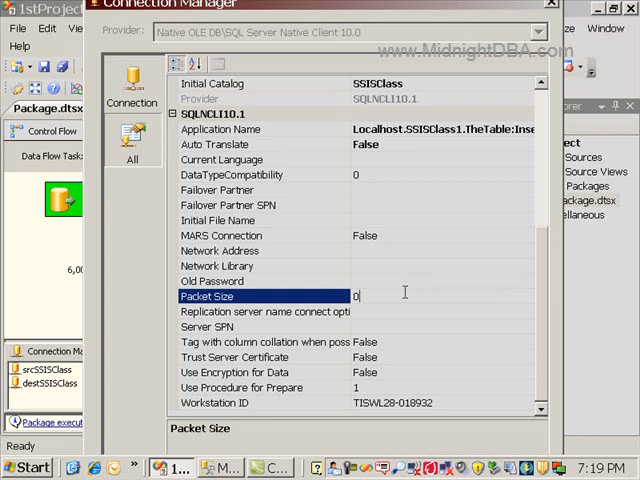 1stProject
Connection Manager
File Edit
Help
Package.dtsx
Control Flow
Data Flow Task:
6,00
Connection Ma
srcSSISClass
destSSISClass
Package execut
Ready
Provider: Native OLE DB\SQL Server Native Client 10.0
www.MidnightDBA.com
Connection
All
Initial Catalog SSISClass
Provider SQLNCLI10.1
SQLNCLI10.1
Application Name Localhost.SSISClass1.TheTable:Inse
Auto Translate False
Current Language
DataTypeCompatibility 0
Failover Partner
Failover Partner SPN
Initial File Name
MARS Connection False
Network Address
Network Library
Old Password
Packet Size 0
Replication server name connect opti
Server SPN
Tag with column collation when poss False
Trust Server Certificate False
Use Encryption for Data False
Use Procedure for Prepare 1
Workstation ID TISWL28-018932
Packet Size
Help
ct
Sources
Source Views
Packages
ackage.dtsx
ellaneous
Start
1...
M...
C...
7:19 PM